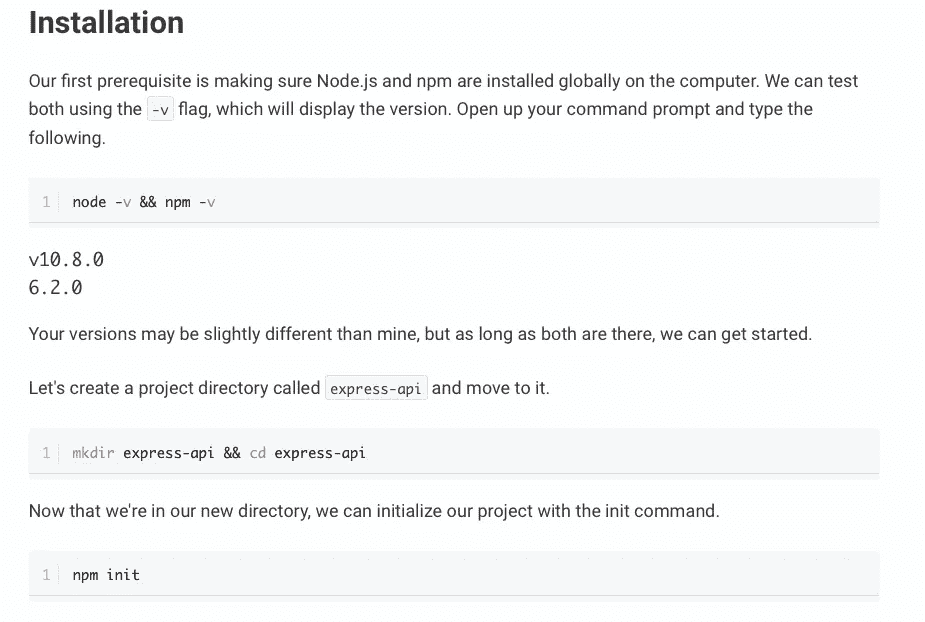 Installation
Our first prerequisite is making sure Node.js and npm are installed globally on the computer. We can test
both using the -v flag, which will display the version. Open up your command prompt and type the
following.
1 node -v && npm -v
v10.8.0
6.2.0
Your versions may be slightly different than mine, but as long as both are there, we can get started.
Let's create a project directory called express-api and move to it.
1 mkdir express-api && cd express-api
Now that we're in our new directory, we can initialize our project with the init command.
1 npm init